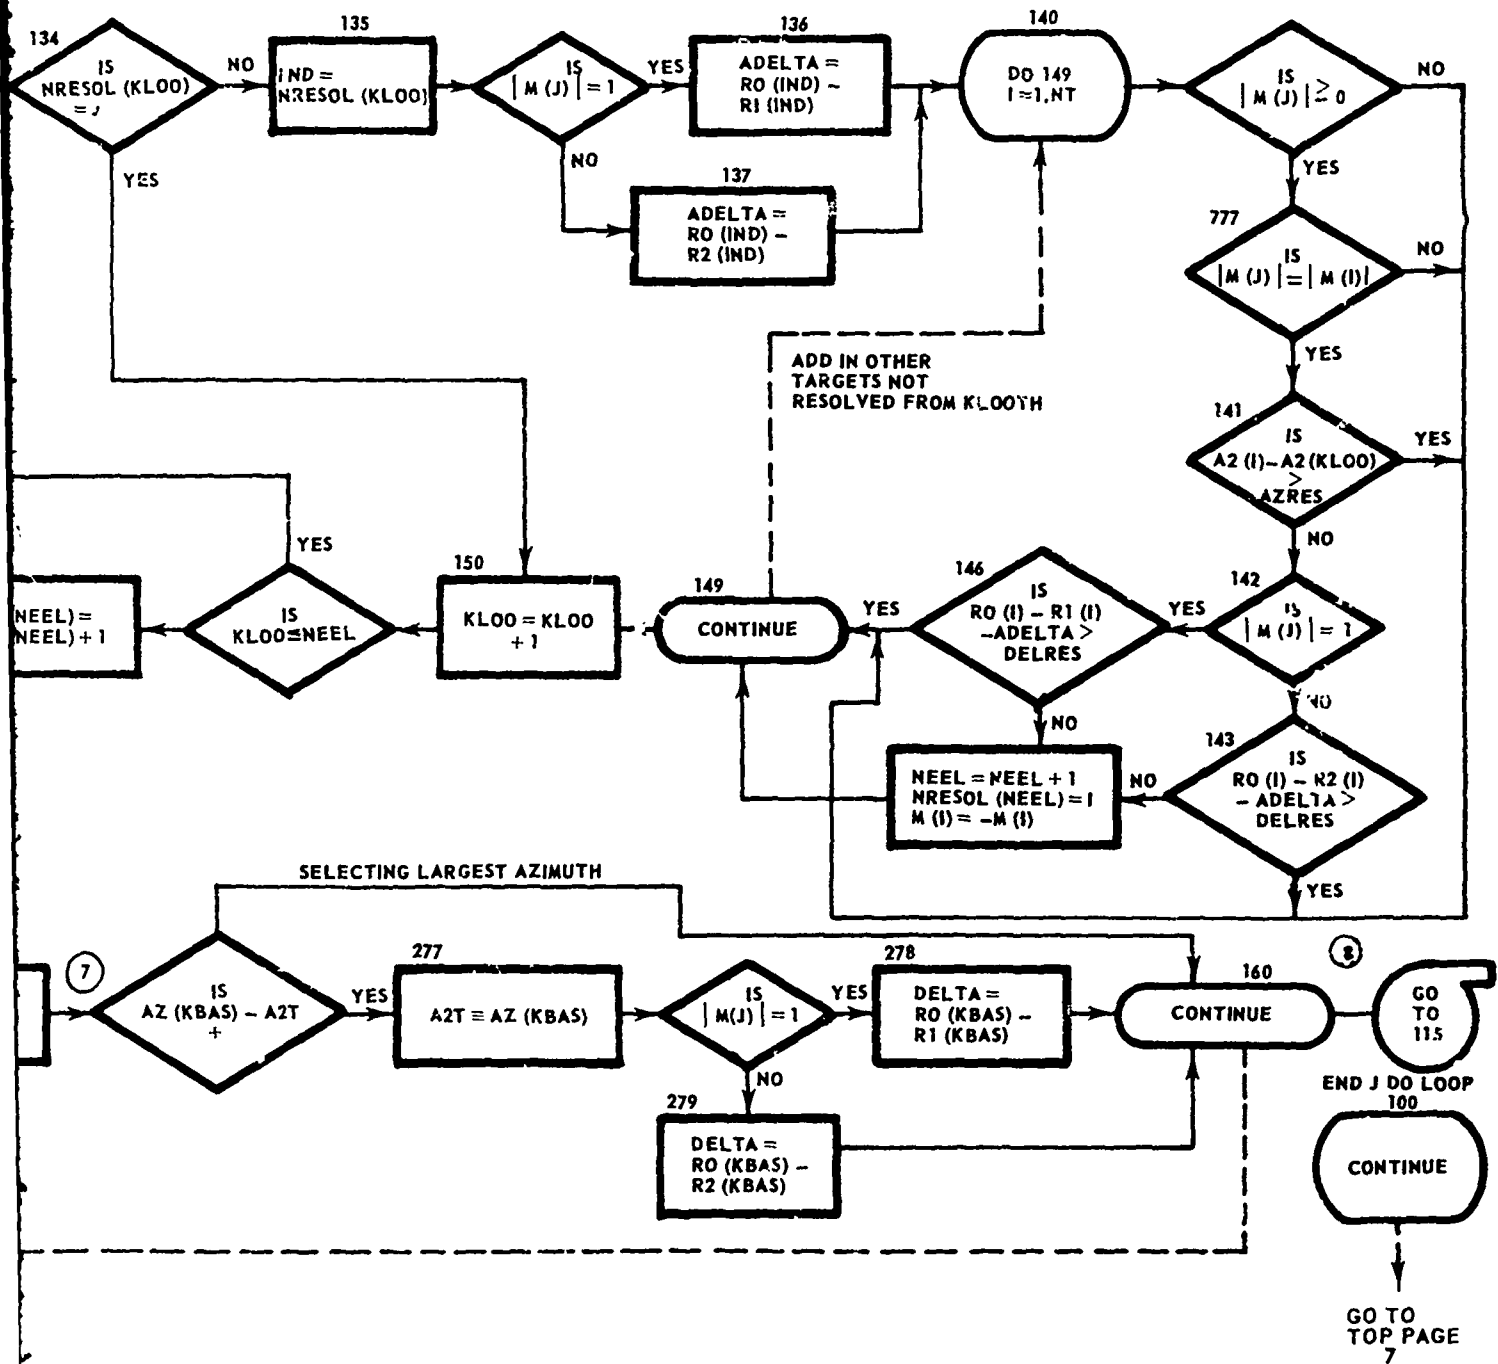 134
IS
NRESOL (KLOO)
= J
NO
YES
135
IND =
NRESOL (KLOO)
IS
|M (J)| = 1
YES
NO
136
ADELTA =
RO (IND) –
R1 (IND)
137
ADELTA =
RO (IND) –
R2 (IND)
140
DO 149
I = 1, NT
IS
|M (J)| ≥ 0
NO
YES
777
IS
|M (J)| = |M (I)|
NO
YES
141
IS
A2 (I) – A2 (KLOO)
>
AZRES
YES
NO
142
IS
|M (J)| = 1
YES
NO
143
IS
RO (I) – R2 (I)
– ADELTA >
DELRES
NO
YES
146
IS
RO (I) – R1 (I)
–ADELTA >
DELRES
YES
NO
NEEL = NEEL + 1
NRESOL (NEEL) = I
M (I) = –M (I)
149
CONTINUE
ADD IN OTHER
TARGETS NOT
RESOLVED FROM KLOOTH
150
KLOO = KLOO
+ 1
IS
KLOO≡NEEL
YES
NEEL) =
NEEL) + 1
SELECTING LARGEST AZIMUTH
7
IS
AZ (KBAS) – A2T
+
YES
277
A2T ≡ AZ (KBAS)
IS
|M(J)| = 1
YES
NO
278
DELTA =
RO (KBAS) –
R1 (KBAS)
279
DELTA =
RO (KBAS) –
R2 (KBAS)
160
CONTINUE
8
GO
TO
115
END J DO LOOP
100
CONTINUE
GO TO
TOP PAGE
7